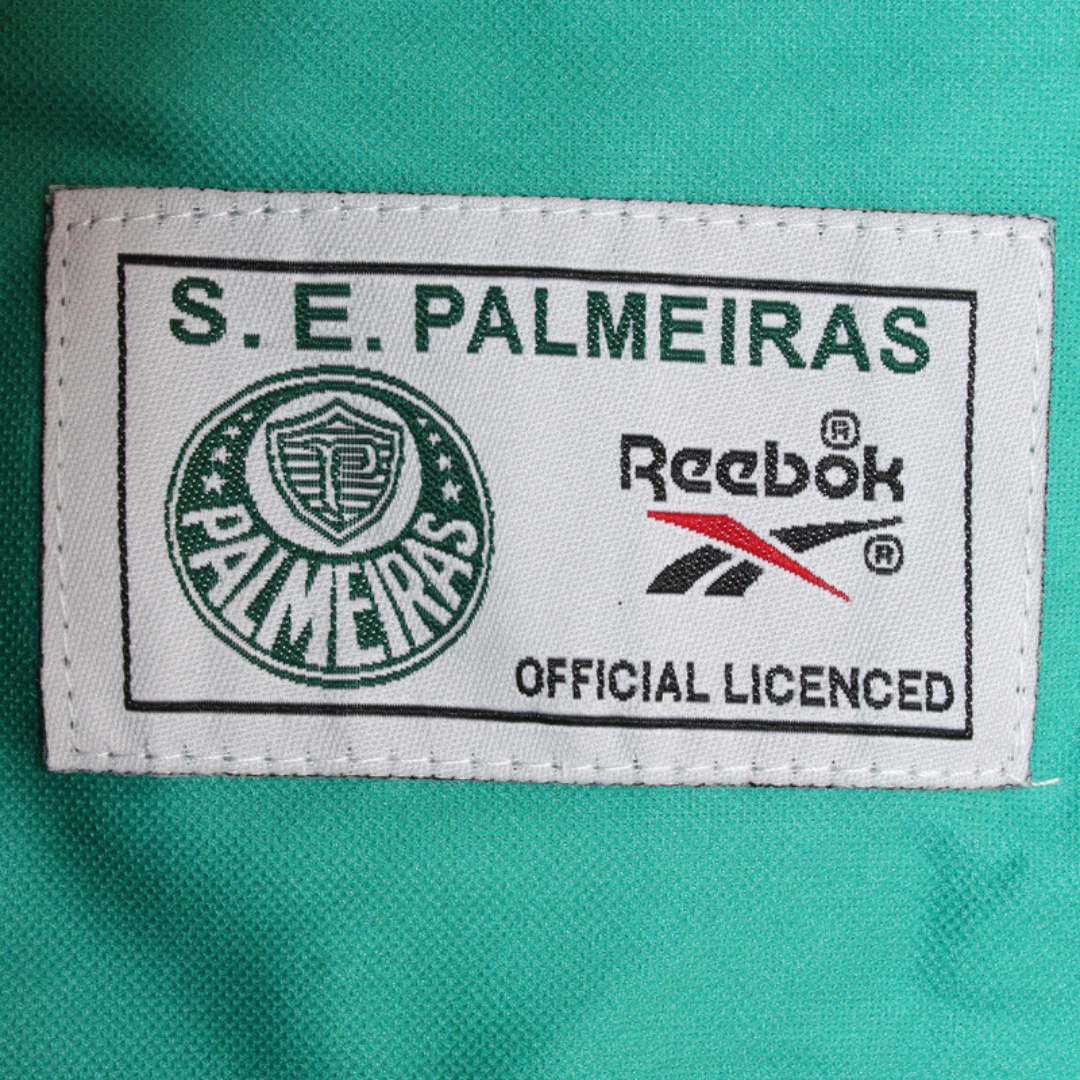 S. E. PALMEIRAS
P
PALMEIRAS
Reebok®
®
OFFICIAL LICENCED